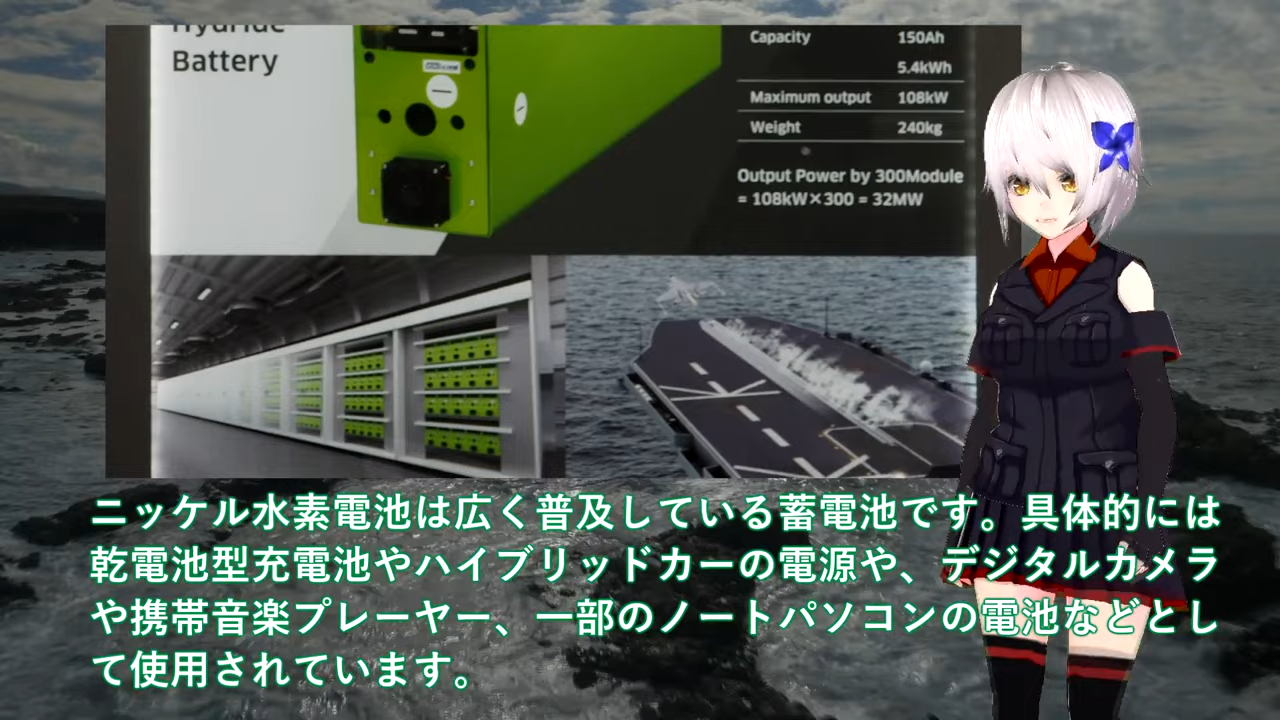 Hydride
Battery
Capacity 150Ah
5.4kWh
Maximum output 108kW
Weight 240kg
Output Power by 300Module
= 108kW×300 = 32MW
ニッケル水素電池は広く普及している蓄電池です。具体的には
乾電池型充電池やハイブリッドカーの電源や、デジタルカメラ
や携帯音楽プレーヤー、一部のノートパソコンの電池などとし
て使用されています。